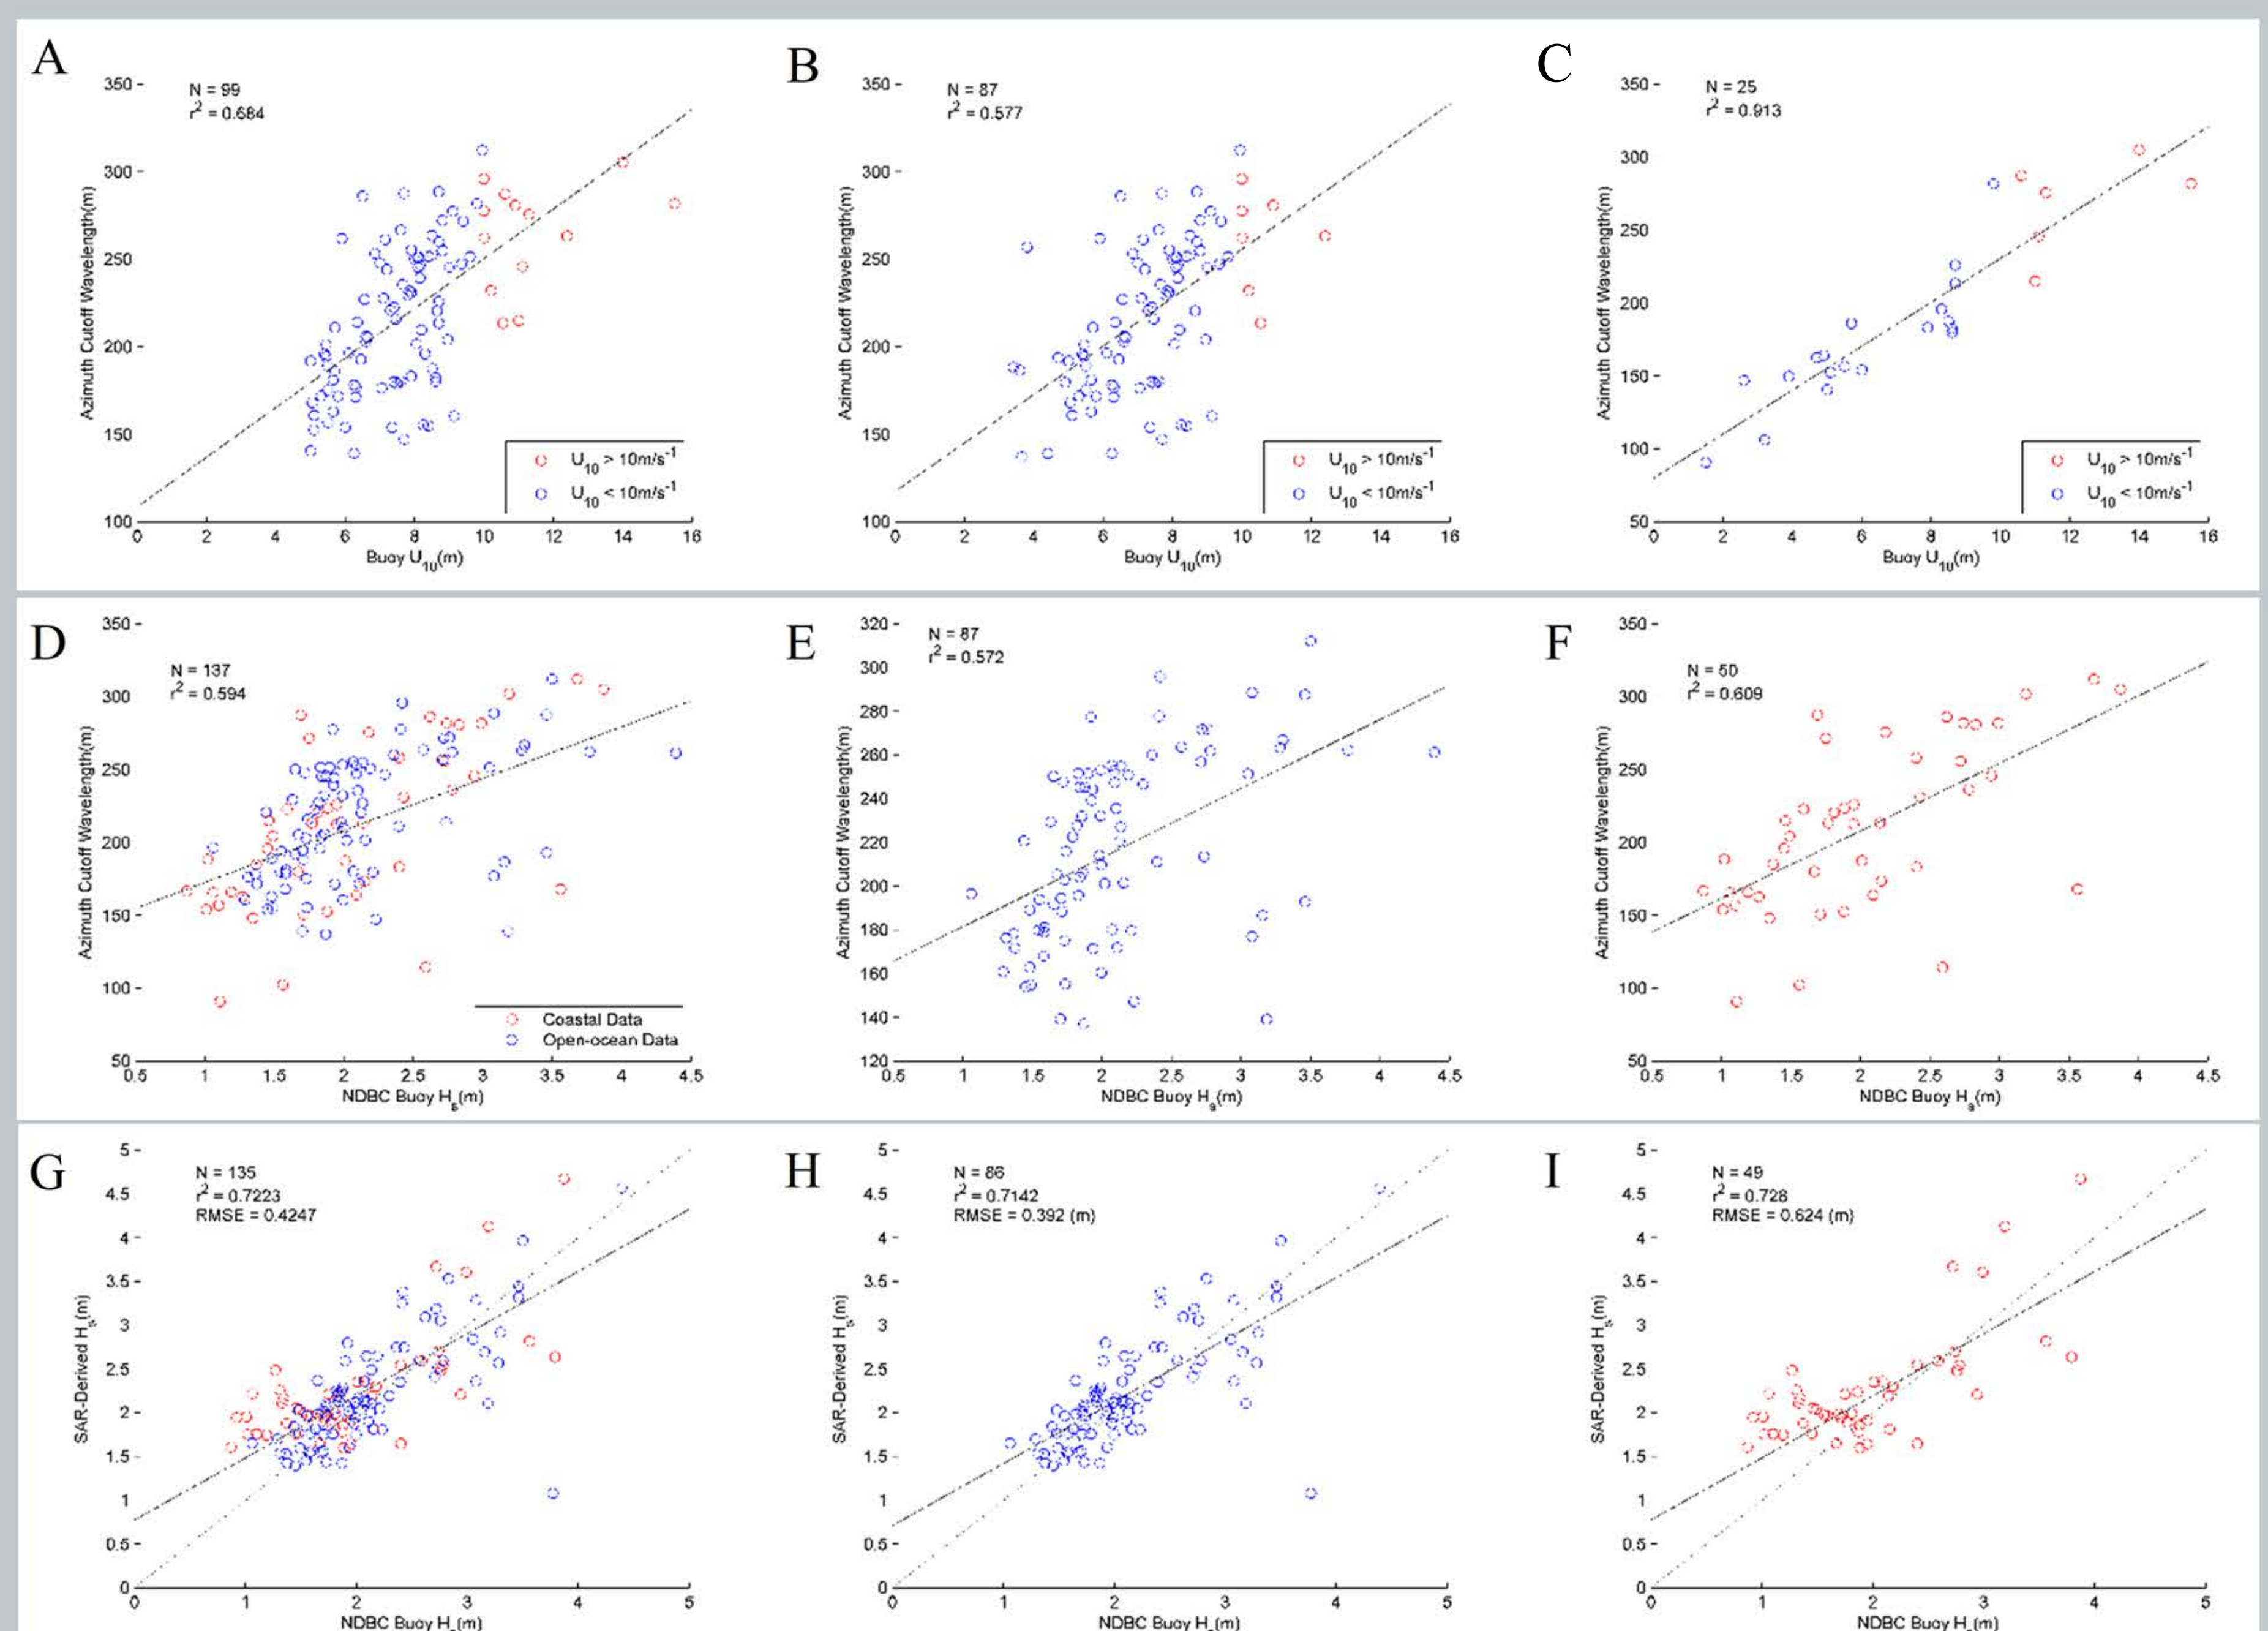 A
N = 99
r2 = 0.684
350
300
250
200
150
100
Azimuth Cutoff Wavelength(m)
U10 > 10m/s-1
U10 < 10m/s-1
0 2 4 6 8 10 12 14 16
Buoy U10(m)
B
N = 87
r2 = 0.577
350
300
250
200
150
100
Azimuth Cutoff Wavelength(m)
U10 > 10m/s-1
U10 < 10m/s-1
0 2 4 6 8 10 12 14 16
Buoy U10(m)
C
N = 25
r2 = 0.913
350
300
250
200
150
100
50
Azimuth Cutoff Wavelength(m)
U10 > 10m/s-1
U10 < 10m/s-1
0 2 4 6 8 10 12 14 16
Buoy U10(m)
D
N = 137
r2 = 0.594
350
300
250
200
150
100
50
Azimuth Cutoff Wavelength(m)
Coastal Data
Open-ocean Data
0.5 1 1.5 2 2.5 3 3.5 4 4.5
NDBC Buoy Hs(m)
E
N = 87
r2 = 0.572
320
300
280
260
240
220
200
180
160
140
120
Azimuth Cutoff Wavelength(m)
0.5 1 1.5 2 2.5 3 3.5 4 4.5
NDBC Buoy Hs(m)
F
N = 50
r2 = 0.609
350
300
250
200
150
100
50
Azimuth Cutoff Wavelength(m)
0.5 1 1.5 2 2.5 3 3.5 4 4.5
NDBC Buoy Hs(m)
G
N = 135
r2 = 0.7223
RMSE = 0.4247
5
4.5
4
3.5
3
2.5
2
1.5
1
0.5
0
SAR-Derived Hs(m)
0 1 2 3 4 5
NDBC Buoy Hs(m)
H
N = 86
r2 = 0.7142
RMSE = 0.392 (m)
5
4.5
4
3.5
3
2.5
2
1.5
1
0.5
0
SAR-Derived Hs(m)
0 1 2 3 4 5
NDBC Buoy Hs(m)
I
N = 49
r2 = 0.728
RMSE = 0.624 (m)
5
4.5
4
3.5
3
2.5
2
1.5
1
0.5
0
SAR-Derived Hs(m)
0 1 2 3 4 5
NDBC Buoy Hs(m)